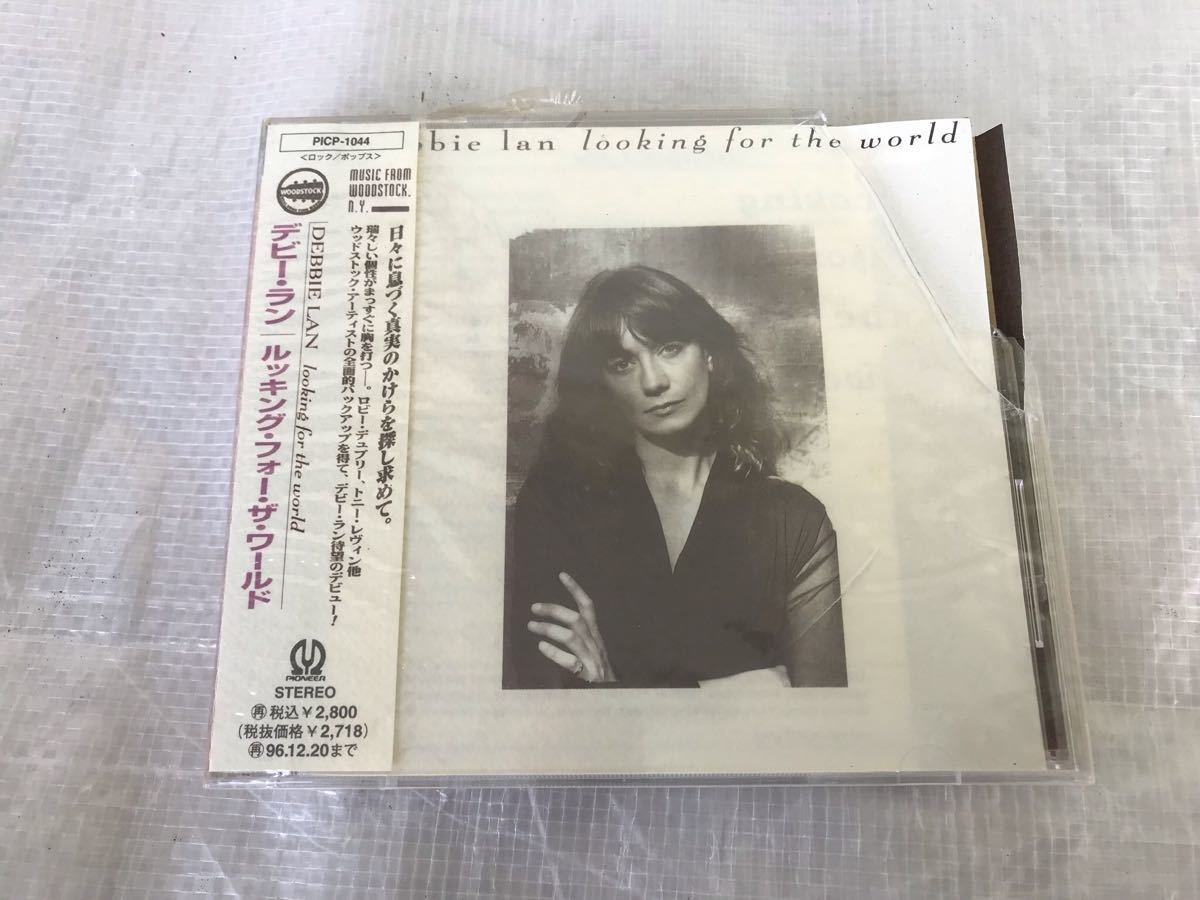 PICP-1044
<ロック／ポップス>
WOODSTOCK
MUSIC FROM
WOODSTOCK.
N.Y.
日々に息づく真実のかけらを探し求めて。
瑞々しい個性がまっすぐに胸を打つ―。ロビー・デュプリー、トニー・レヴィン他
ウッドストック・アーティストの全面的バックアップを得て、デビー・ラン待望のデビュー!
DEBBIE LAN looking for the world
デビー・ラン ルッキング・フォー・ザ・ワールド
PIONEER
STEREO
再税込￥2,800
(税抜価格￥2,718)
再96.12.20まで
bbie lan looking for the world